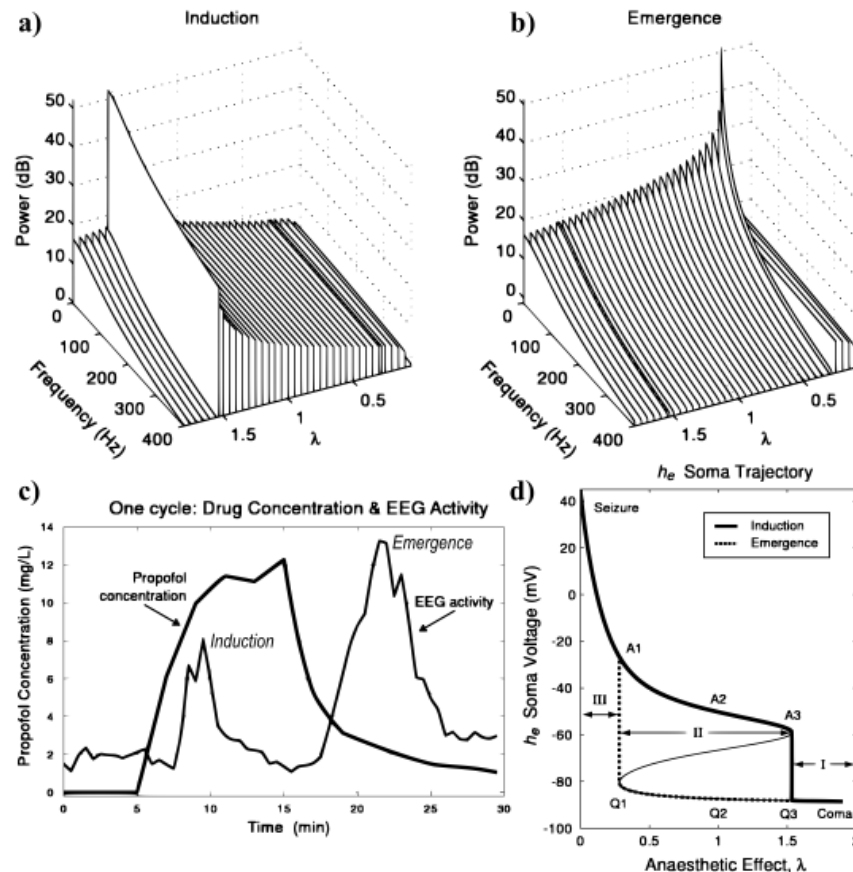 a)
Induction
Power (dB)
50
40
30
20
10
0
0
100
200
300
400
Frequency (Hz)
1.5
1
0.5
λ
b)
Emergence
Power (dB)
50
40
30
20
10
0
0
100
200
300
400
Frequency (Hz)
1.5
1
0.5
λ
c)
One cycle: Drug Concentration & EEG Activity
Propofol Concentration (mg/L)
14
12
10
8
6
4
2
0
Propofol
concentration
Induction
Emergence
EEG activity
0
5
10
15
20
25
30
Time (min)
d)
he Soma Trajectory
he Soma Voltage (mV)
40
20
0
-20
-40
-60
-80
-100
Seizure
Induction
Emergence
A1
A2
A3
III
II
I
Q1
Q2
Q3
Coma
0
0.5
1
1.5
2
Anaesthetic Effect, λ